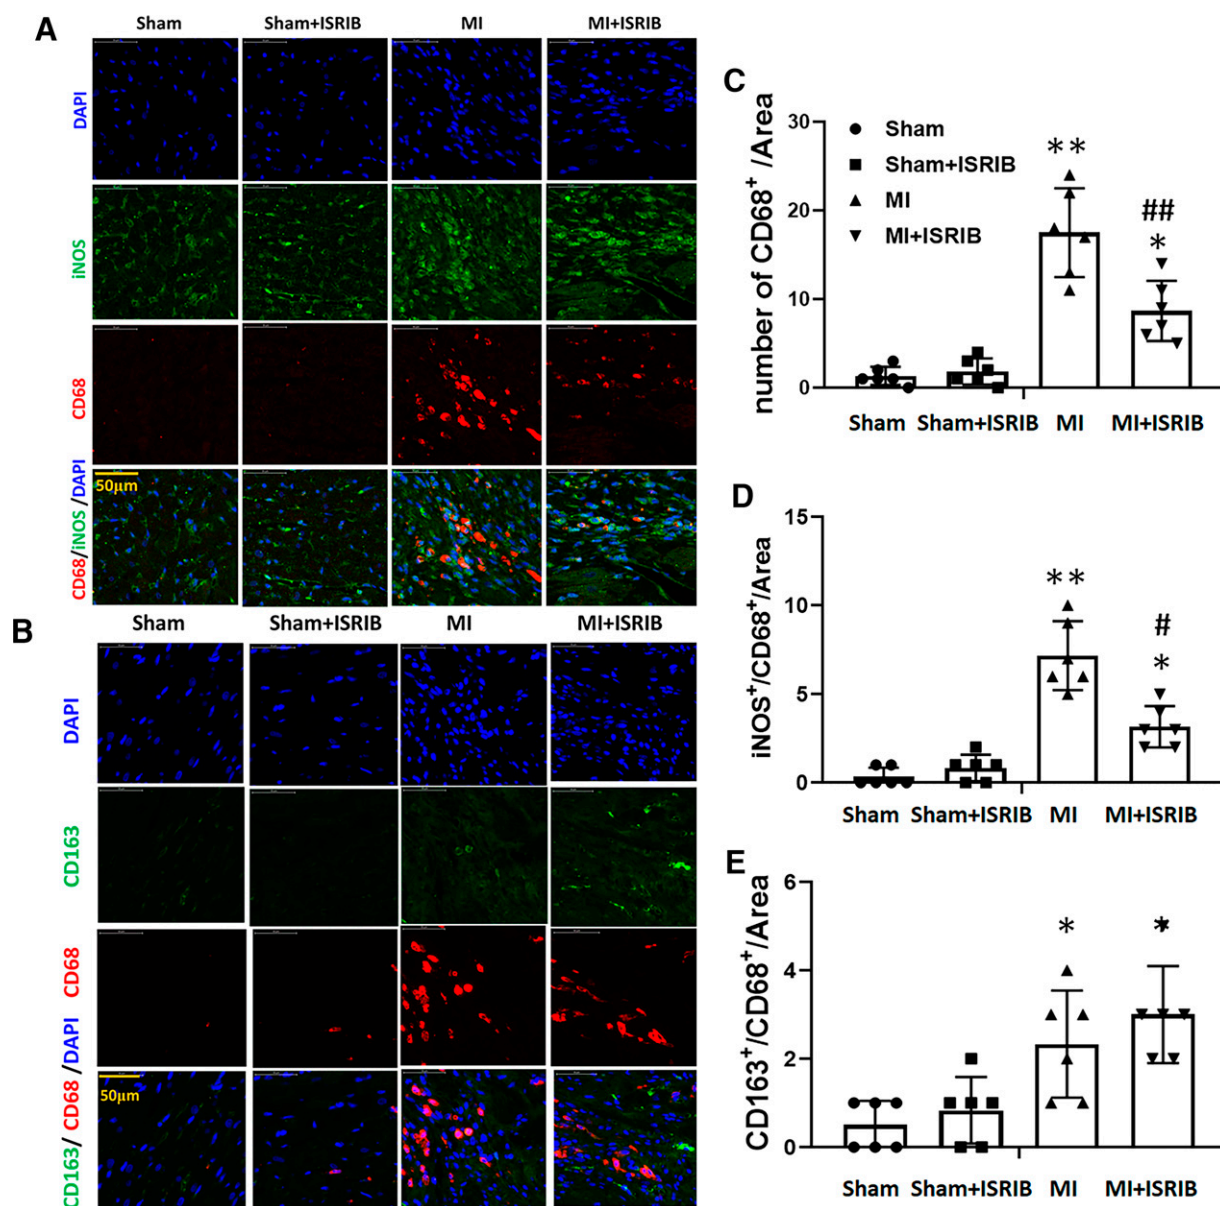 A
Sham Sham+ISRIB MI MI+ISRIB
DAPI
iNOS
CD68
CD68/iNOS/DAPI
50μm
B
Sham Sham+ISRIB MI MI+ISRIB
DAPI
CD163
CD68
CD163/CD68/DAPI
50μm
C
number of CD68+ /Area
30
20
10
0
Sham
Sham+ISRIB
MI
MI+ISRIB
**
##
*
Sham Sham+ISRIB MI MI+ISRIB
D
iNOS+/CD68+/Area
15
10
5
0
**
#
*
Sham Sham+ISRIB MI MI+ISRIB
E
CD163+/CD68+/Area
6
4
2
0
* *
Sham Sham+ISRIB MI MI+ISRIB